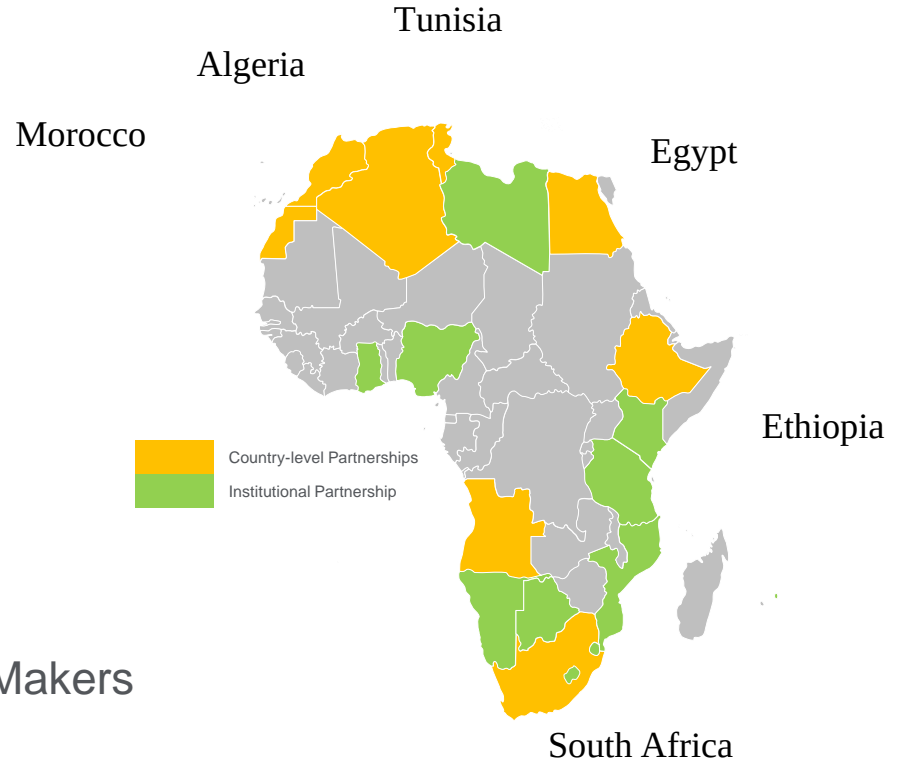 Tunisia
Algeria
Morocco
Egypt
Ethiopia
Country-level Partnerships
Institutional Partnership
Makers
South Africa